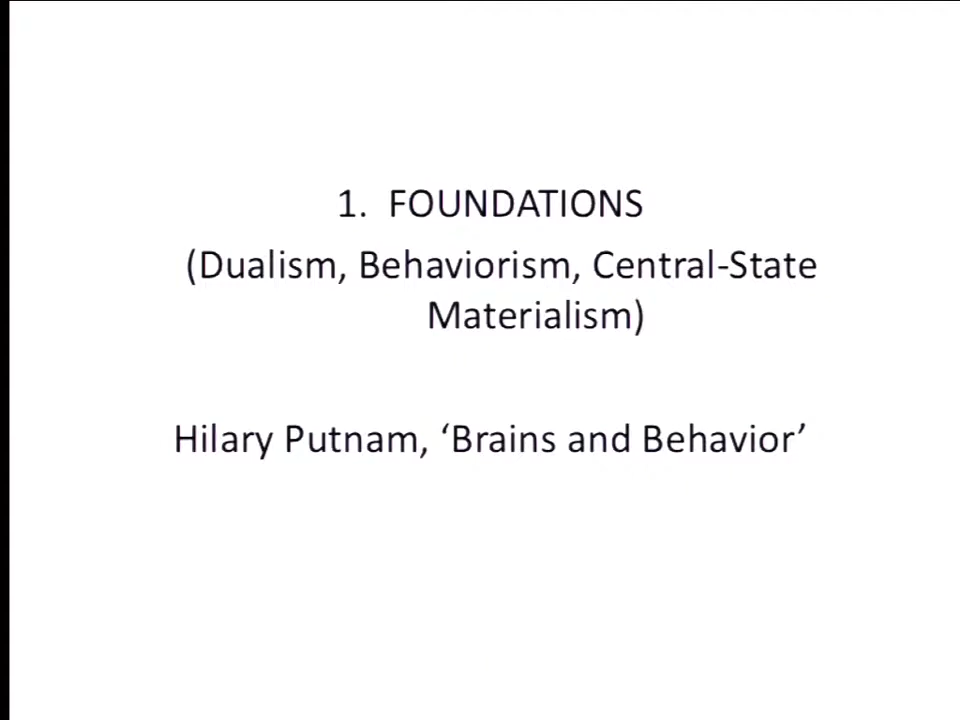 1. FOUNDATIONS
(Dualism, Behaviorism, Central-State
Materialism)
Hilary Putnam, ‘Brains and Behavior’